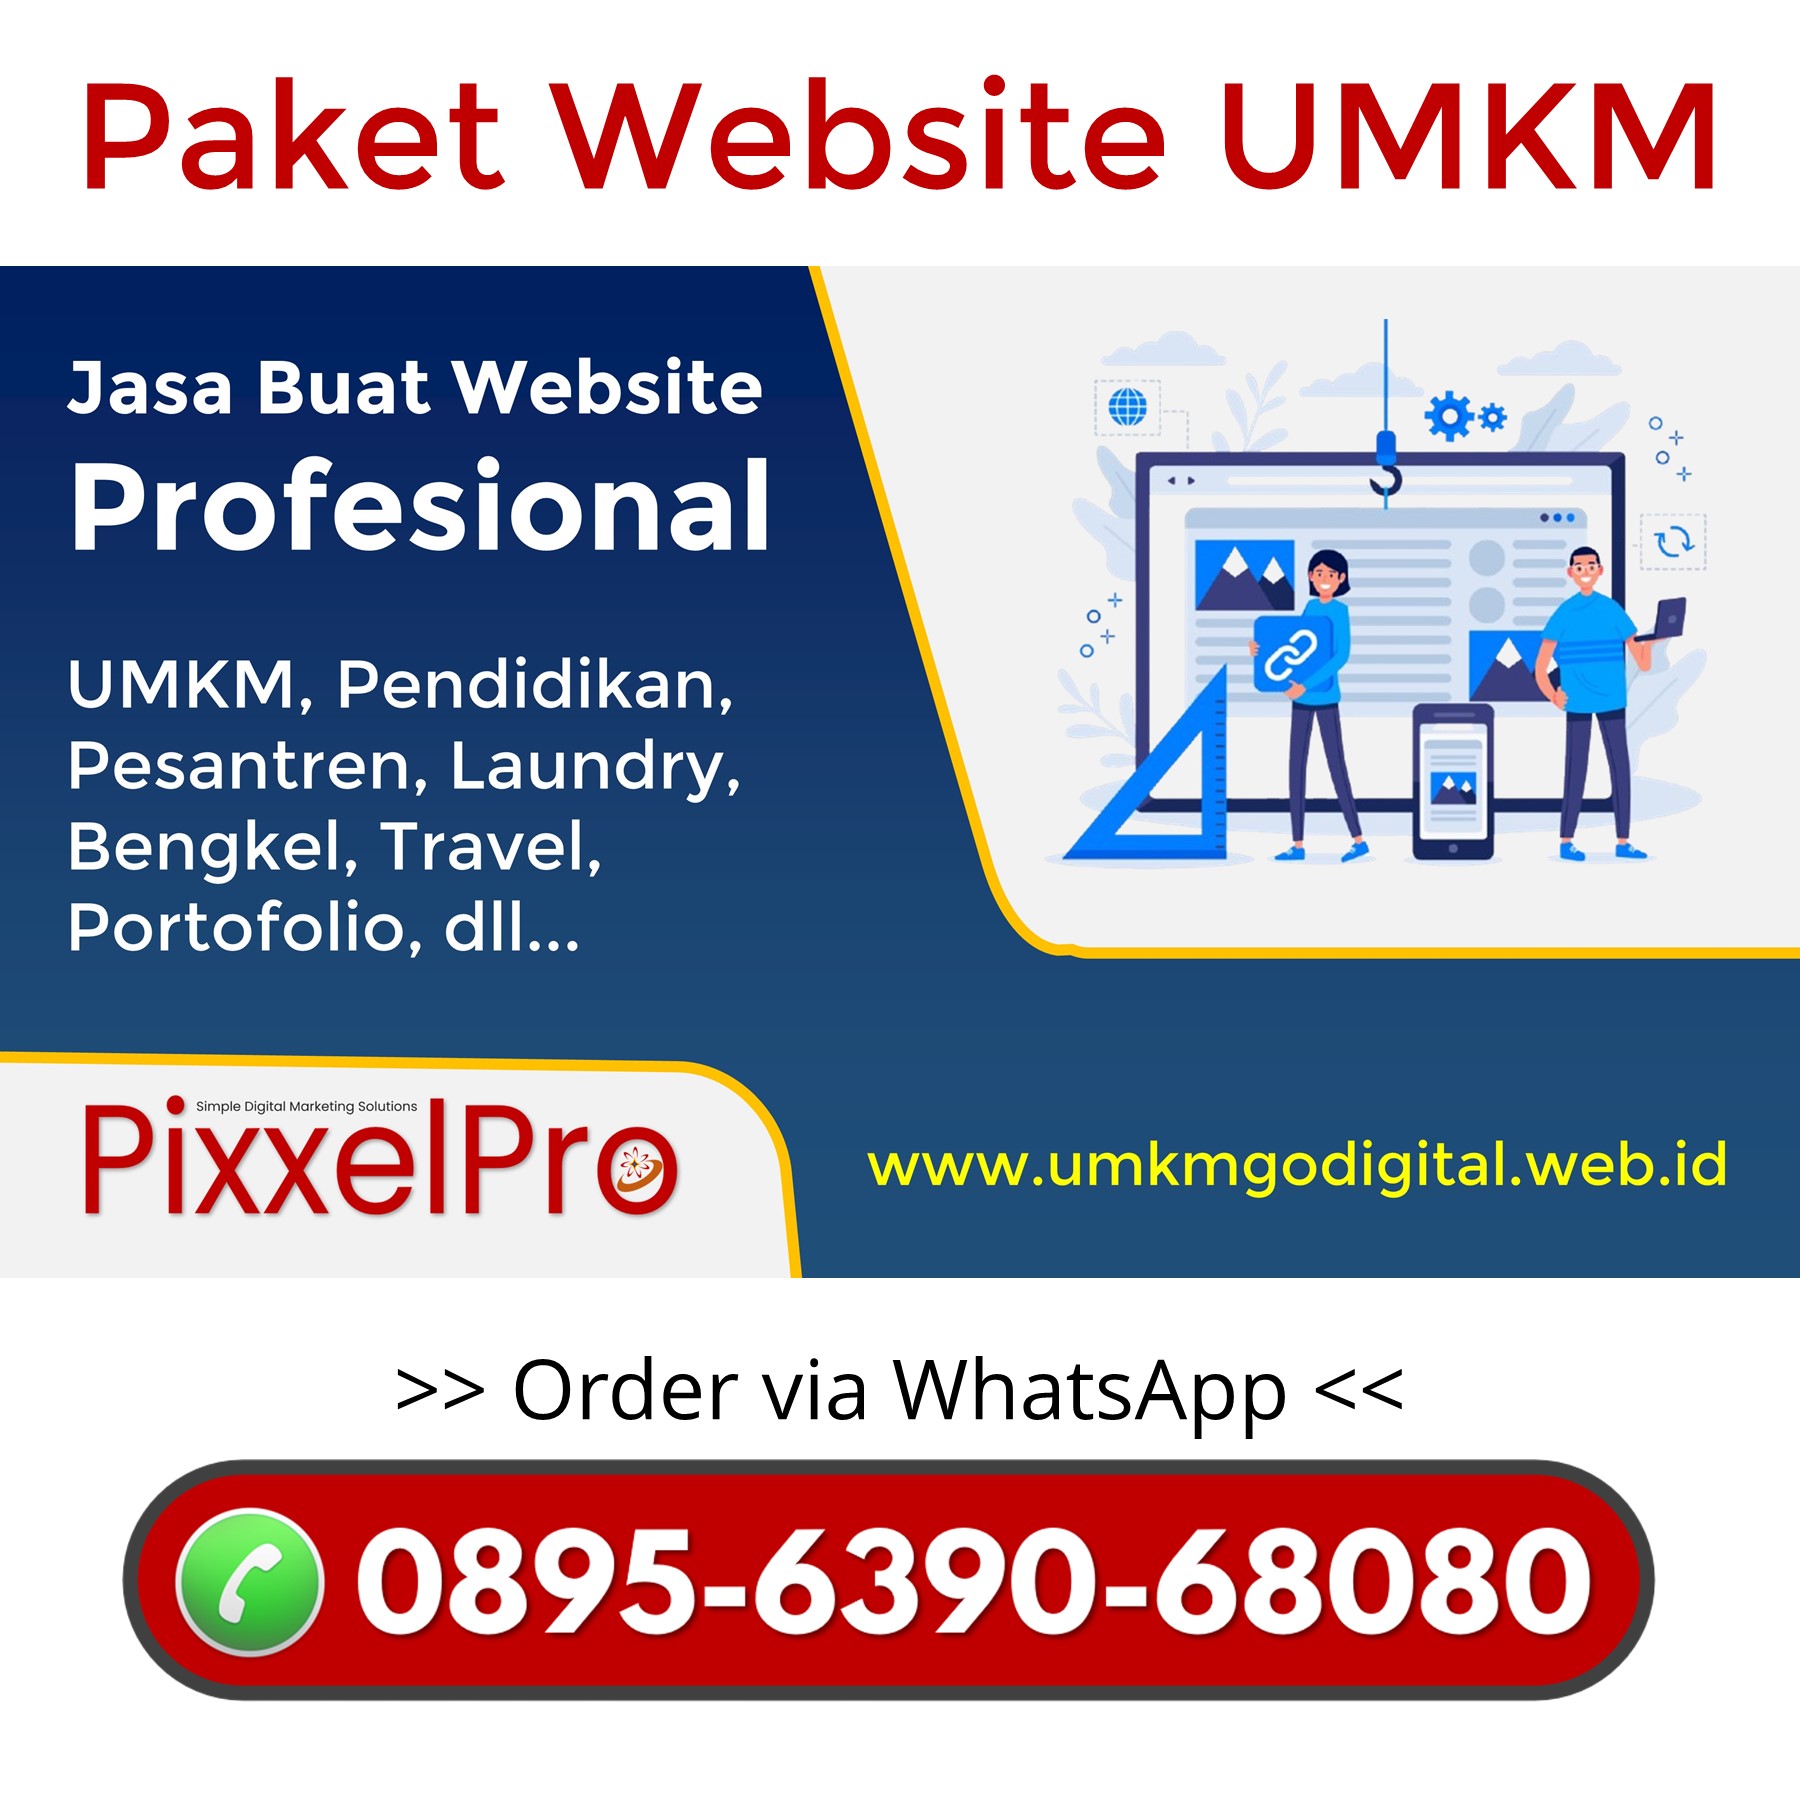 Paket Website UMKM
Jasa Buat Website
Profesional
UMKM, Pendidikan,
Pesantren, Laundry,
Bengkel, Travel,
Portofolio, dll...
Simple Digital Marketing Solutions
PixxelPro
www.umkmgodigital.web.id
>> Order via WhatsApp <<
0895-6390-68080